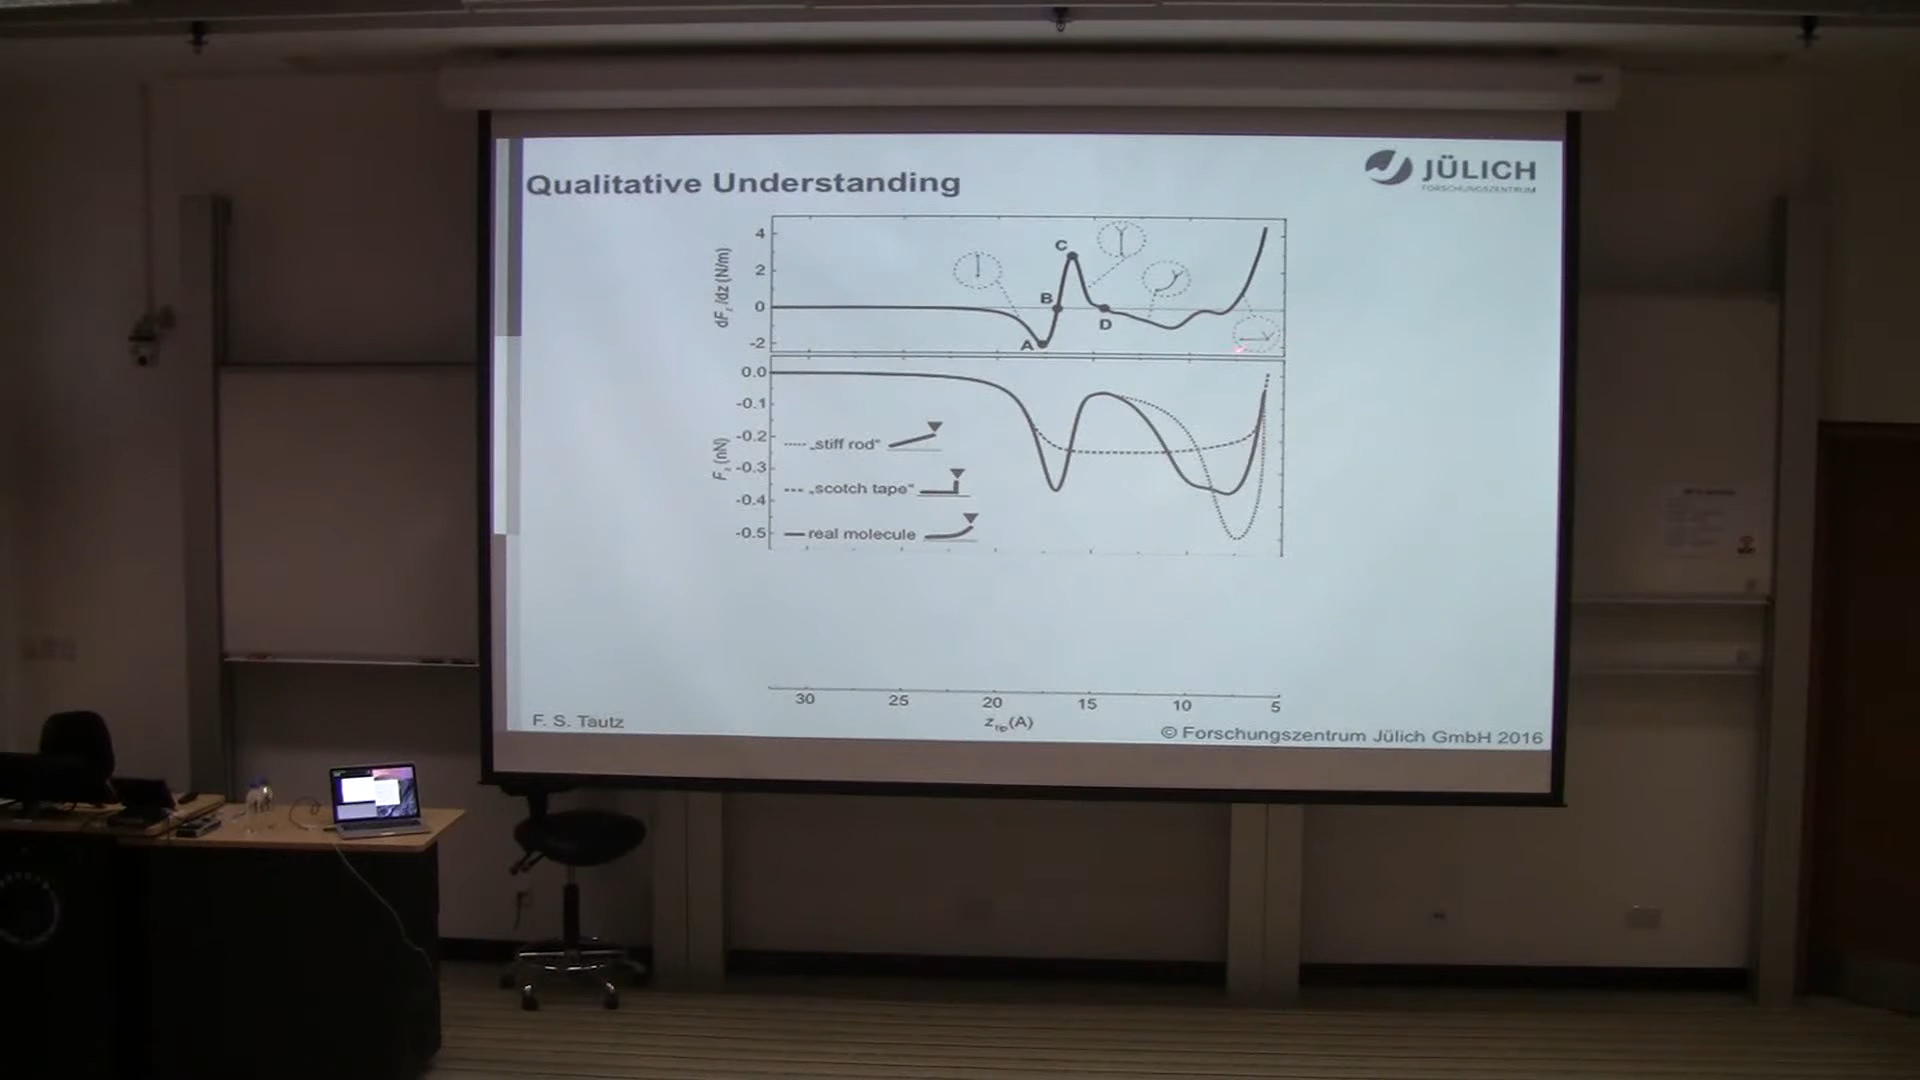 Qualitative Understanding
JÜLICH
FORSCHUNGSZENTRUM
dF_z/dz (N/m)
4
2
0
-2
A
B
C
D
F_z (nN)
0.0
-0.1
-0.2
-0.3
-0.4
-0.5
„stiff rod“
„scotch tape“
real molecule
30 25 20 15 10 5
z_tip(A)
F. S. Tautz
© Forschungszentrum Jülich GmbH 2016